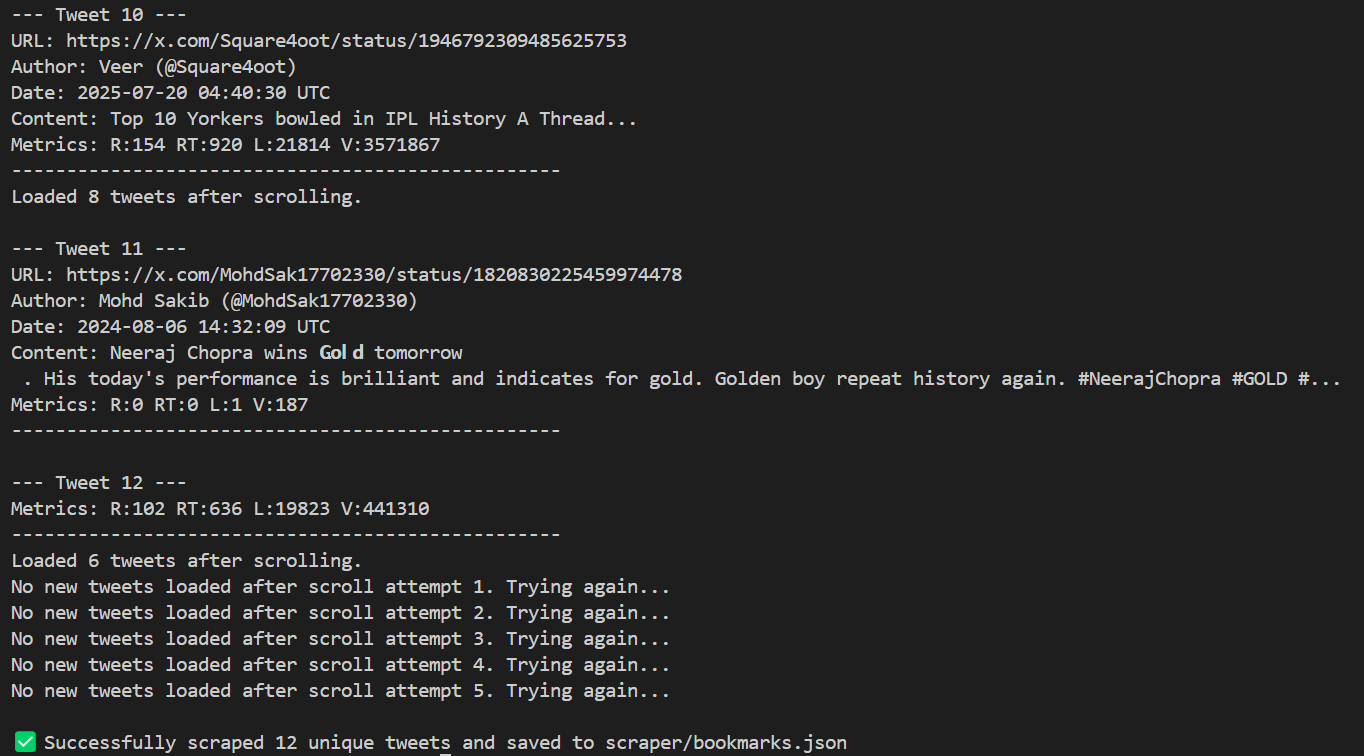 --- Tweet 10 ---
URL: https://x.com/Square4oot/status/1946792309485625753
Author: Veer (@Square4oot)
Date: 2025-07-20 04:40:30 UTC
Content: Top 10 Yorkers bowled in IPL History A Thread...
Metrics: R:154 RT:920 L:21814 V:3571867
--------------------------------------------------
Loaded 8 tweets after scrolling.

--- Tweet 11 ---
URL: https://x.com/MohdSak17702330/status/1820830225459974478
Author: Mohd Sakib (@MohdSak17702330)
Date: 2024-08-06 14:32:09 UTC
Content: Neeraj Chopra wins 𝗚𝗼𝗹𝗱 tomorrow
 . His today's performance is brilliant and indicates for gold. Golden boy repeat history again. #NeerajChopra #GOLD #...
Metrics: R:0 RT:0 L:1 V:187
--------------------------------------------------

--- Tweet 12 ---
Metrics: R:102 RT:636 L:19823 V:441310
--------------------------------------------------
Loaded 6 tweets after scrolling.
No new tweets loaded after scroll attempt 1. Trying again...
No new tweets loaded after scroll attempt 2. Trying again...
No new tweets loaded after scroll attempt 3. Trying again...
No new tweets loaded after scroll attempt 4. Trying again...
No new tweets loaded after scroll attempt 5. Trying again...

✅ Successfully scraped 12 unique tweets and saved to scraper/bookmarks.json